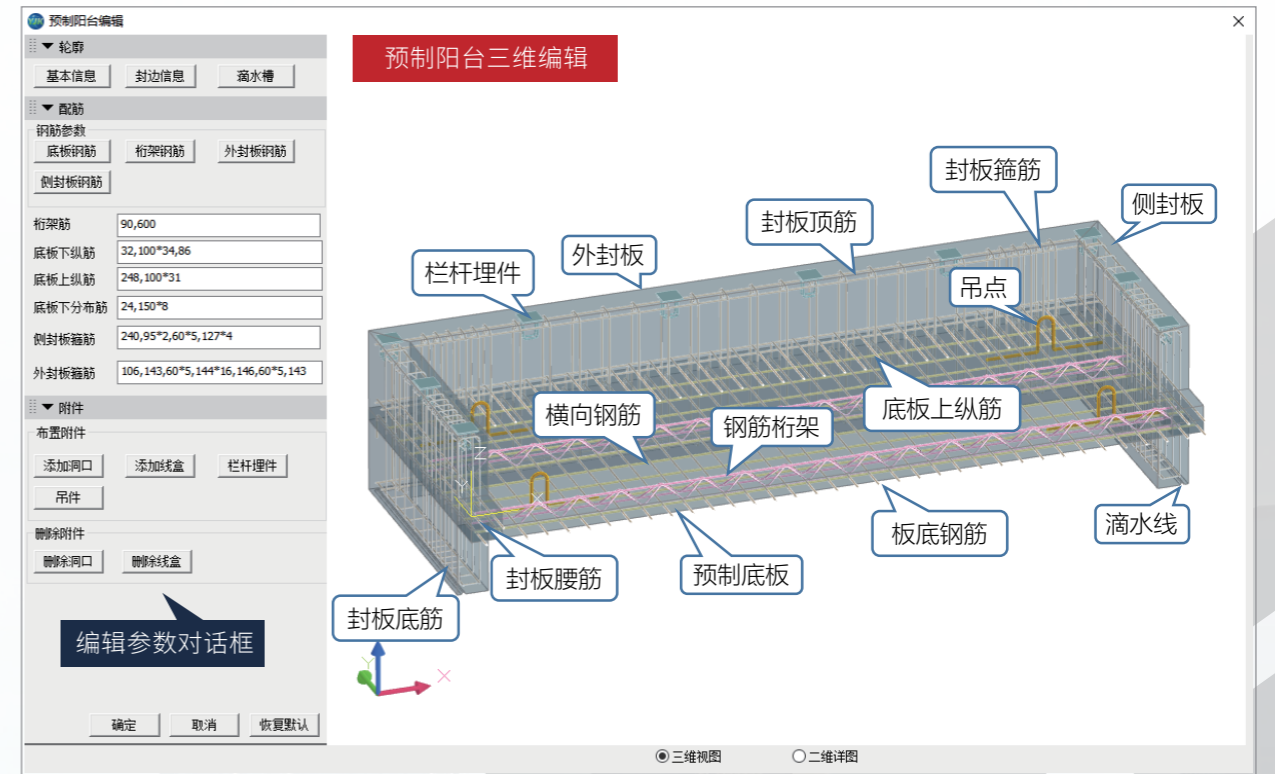 预制阳台编辑
轮廓
基本信息 封边信息 滴水槽
配筋
钢筋参数
底板钢筋 桁架钢筋 外封板钢筋
侧封板钢筋
桁架筋 90,600
底板下纵筋 32,100*34,86
底板上纵筋 248,100*31
底板下分布筋 24,150*8
侧封板箍筋 240,95*2,60*5,127*4
外封板箍筋 106,143,60*5,144*16,146,60*5,143
附件
布置附件
添加洞口 添加线盒 栏杆埋件
吊件
删除附件
删除洞口 删除线盒
编辑参数对话框
确定 取消 恢复默认
预制阳台三维编辑
封板箍筋
侧封板
封板顶筋
外封板
栏杆埋件
吊点
横向钢筋
钢筋桁架
底板上纵筋
Z
Y
X
滴水线
板底钢筋
预制底板
封板腰筋
封板底筋
Y
X
三维视图 二维详图